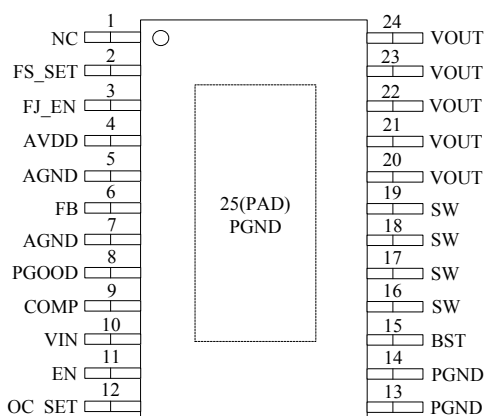 1
NC
2
FS_SET
3
FJ_EN
4
AVDD
5
AGND
6
FB
7
AGND
8
PGOOD
9
COMP
10
VIN
11
EN
12
OC_SET
25(PAD)
PGND
24
VOUT
23
VOUT
22
VOUT
21
VOUT
20
VOUT
19
SW
18
SW
17
SW
16
SW
15
BST
14
PGND
13
PGND